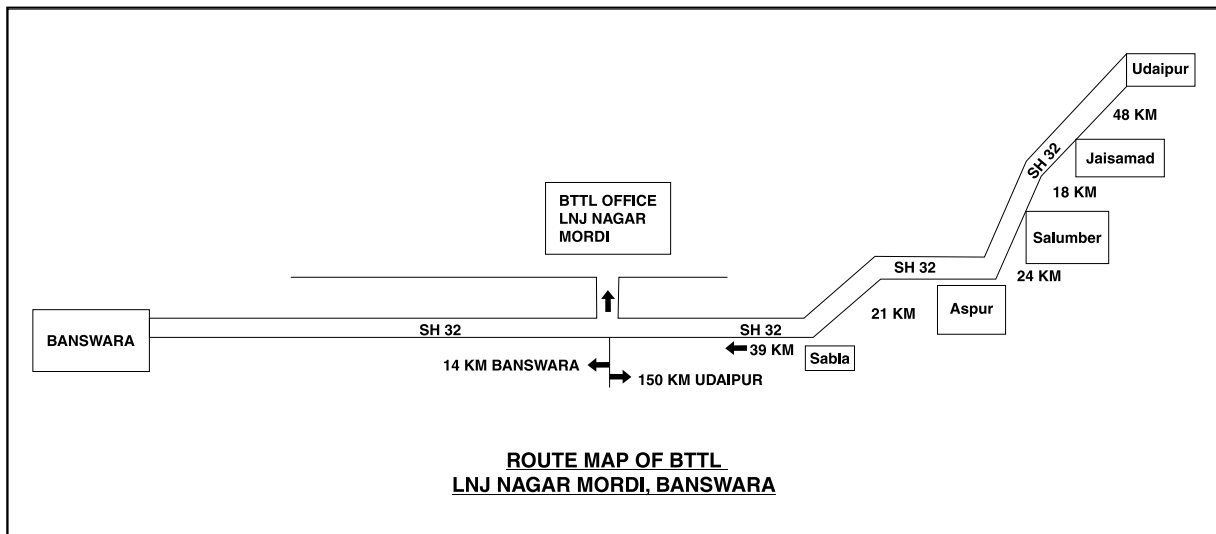 Udaipur
48 KM
Jaisamad
SH 32
18 KM
BTTL OFFICE
LNJ NAGAR
MORDI
Salumber
SH 32
24 KM
21 KM
Aspur
BANSWARA
SH 32
SH 32
39 KM
Sabla
14 KM BANSWARA
150 KM UDAIPUR
ROUTE MAP OF BTTL
LNJ NAGAR MORDI, BANSWARA